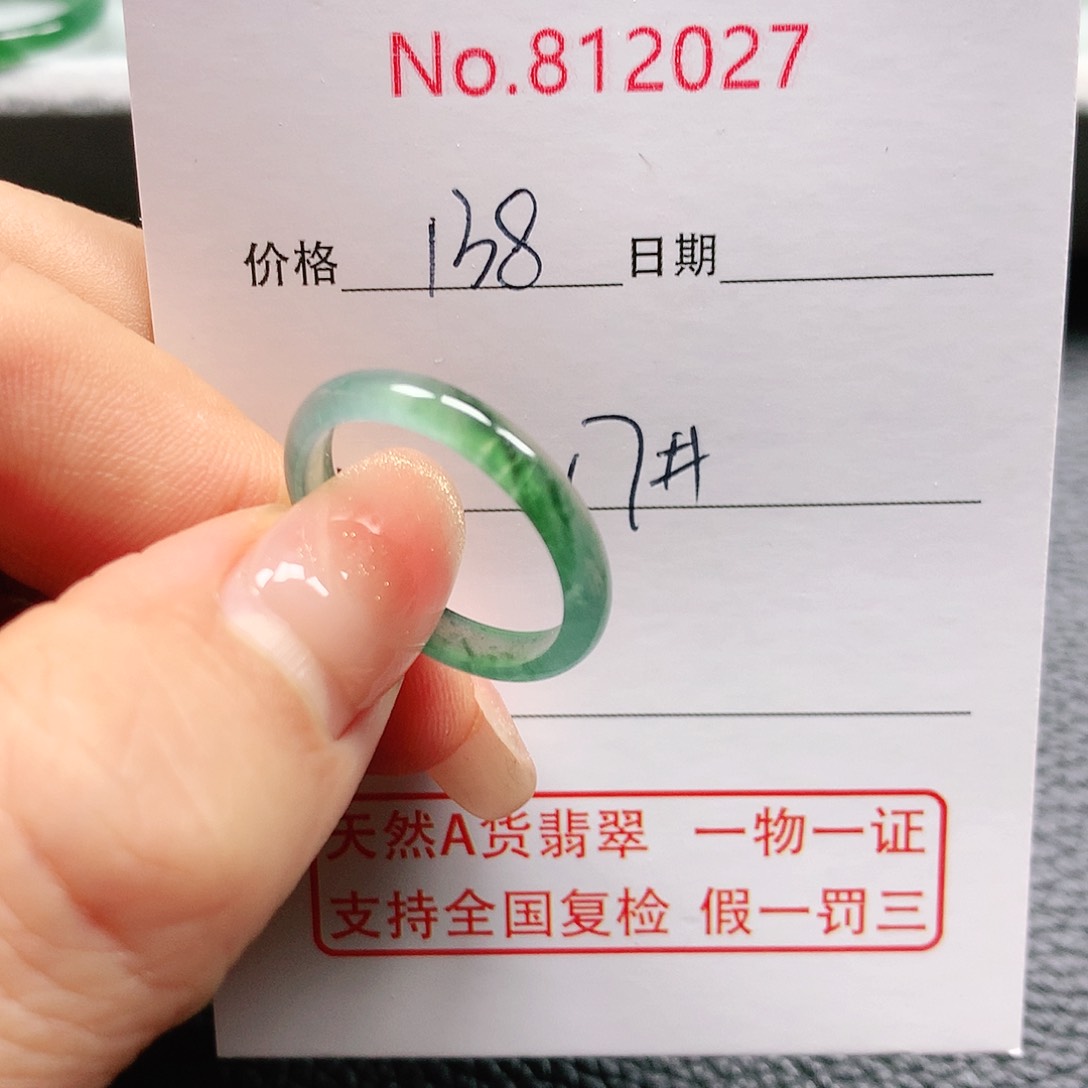 No.812027
价格 138 日期
17#
天然A货翡翠 一物一证
支持全国复检 假一罚三